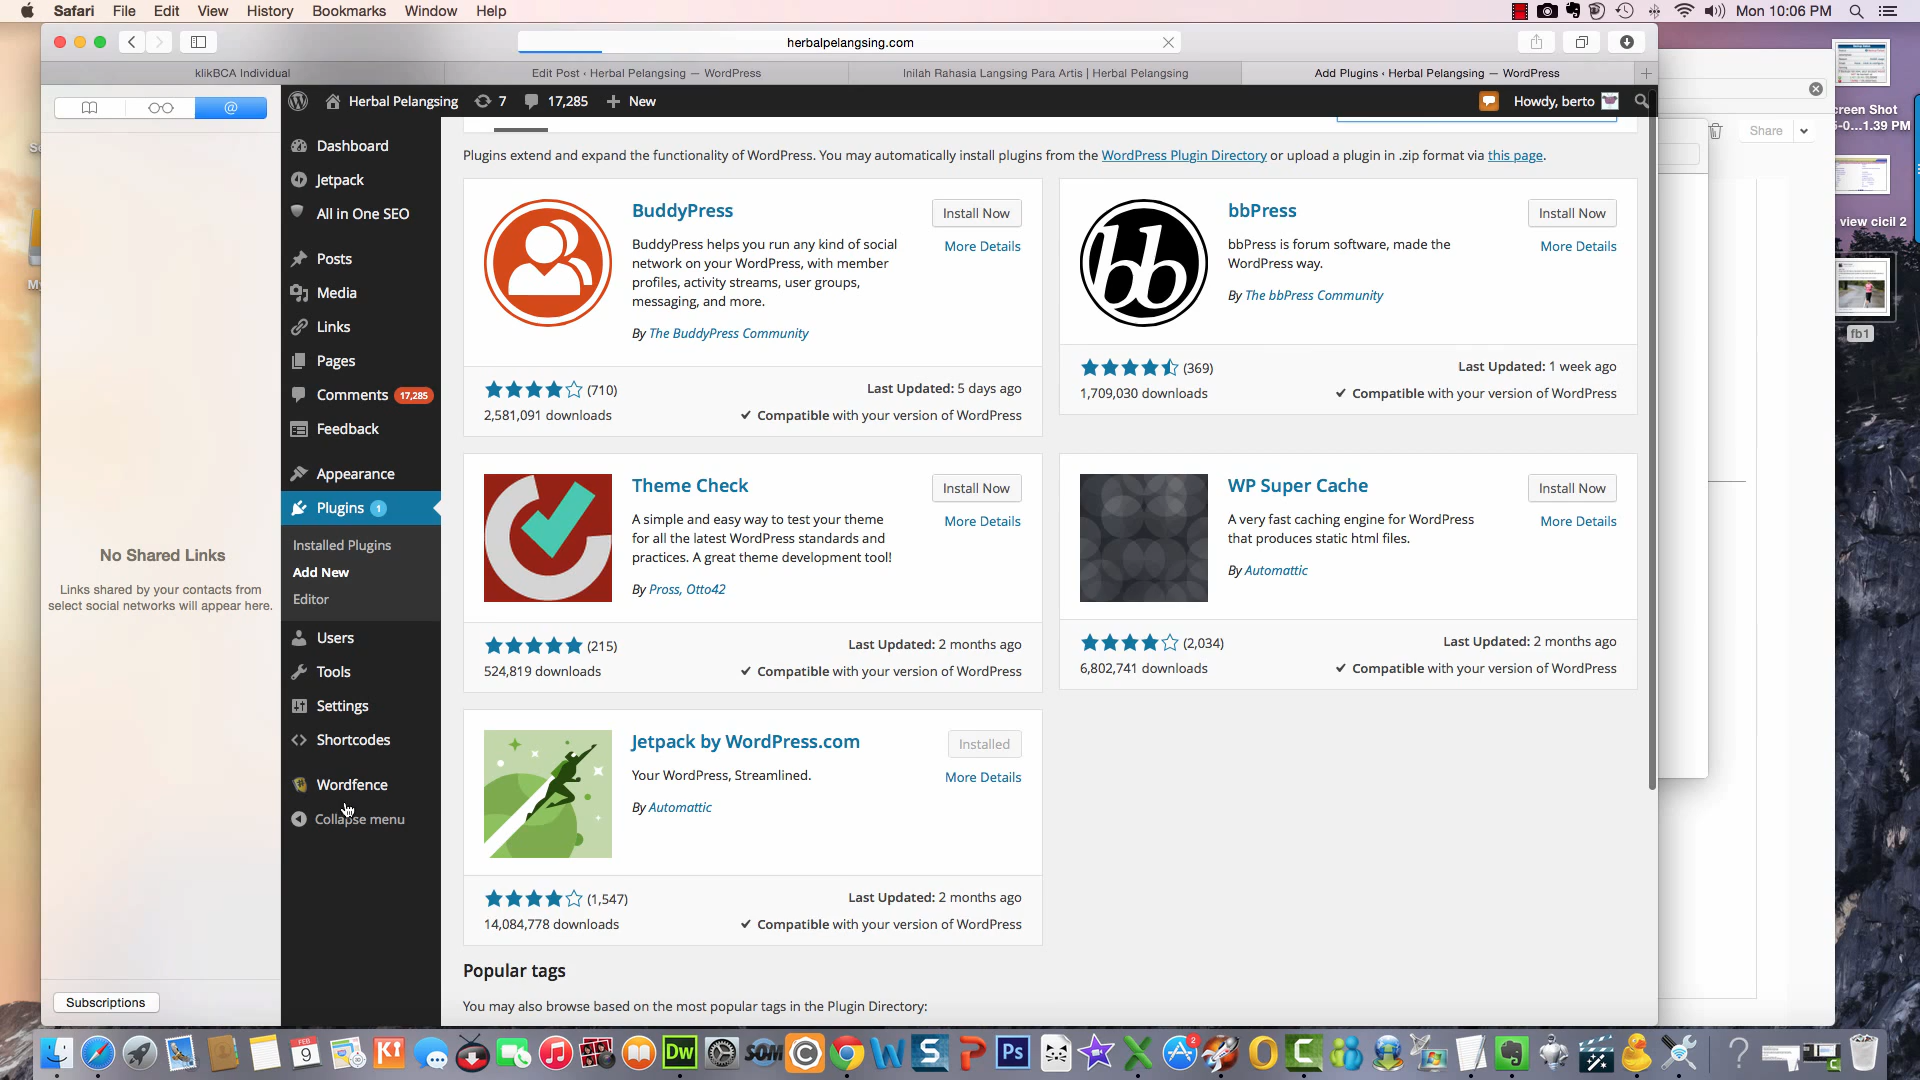 Safari File Edit View History Bookmarks Window Help
Mon 10:06 PM
herbalpelangsing.com
klikBCA Individual
Edit Post ‹ Herbal Pelangsing — WordPress
Inilah Rahasia Langsing Para Artis | Herbal Pelangsing
Add Plugins ‹ Herbal Pelangsing — WordPress
Herbal Pelangsing 7 17,285 + New
Howdy, berto
@
No Shared Links
Links shared by your contacts from
select social networks will appear here.
Subscriptions
Dashboard
Jetpack
All in One SEO
Posts
Media
Links
Pages
Comments 17,285
Feedback
Appearance
Plugins 1
Installed Plugins
Add New
Editor
Users
Tools
Settings
Shortcodes
Wordfence
Collapse menu
Plugins extend and expand the functionality of WordPress. You may automatically install plugins from the WordPress Plugin Directory or upload a plugin in .zip format via this page.
BuddyPress
Install Now
More Details
BuddyPress helps you run any kind of social
network on your WordPress, with member
profiles, activity streams, user groups,
messaging, and more.
By The BuddyPress Community
(710)
Last Updated: 5 days ago
2,581,091 downloads
Compatible with your version of WordPress
bb
bbPress
Install Now
More Details
bbPress is forum software, made the
WordPress way.
By The bbPress Community
(369)
Last Updated: 1 week ago
1,709,030 downloads
Compatible with your version of WordPress
Theme Check
Install Now
More Details
A simple and easy way to test your theme
for all the latest WordPress standards and
practices. A great theme development tool!
By Pross, Otto42
(215)
Last Updated: 2 months ago
524,819 downloads
Compatible with your version of WordPress
WP Super Cache
Install Now
More Details
A very fast caching engine for WordPress
that produces static html files.
By Automattic
(2,034)
Last Updated: 2 months ago
6,802,741 downloads
Compatible with your version of WordPress
Jetpack by WordPress.com
Installed
More Details
Your WordPress, Streamlined.
By Automattic
(1,547)
Last Updated: 2 months ago
14,084,778 downloads
Compatible with your version of WordPress
Popular tags
You may also browse based on the most popular tags in the Plugin Directory:
Share
creen Shot
5-0...1.39 PM
view cicil 2
fb1
FEB
9
Dw
Ps
2